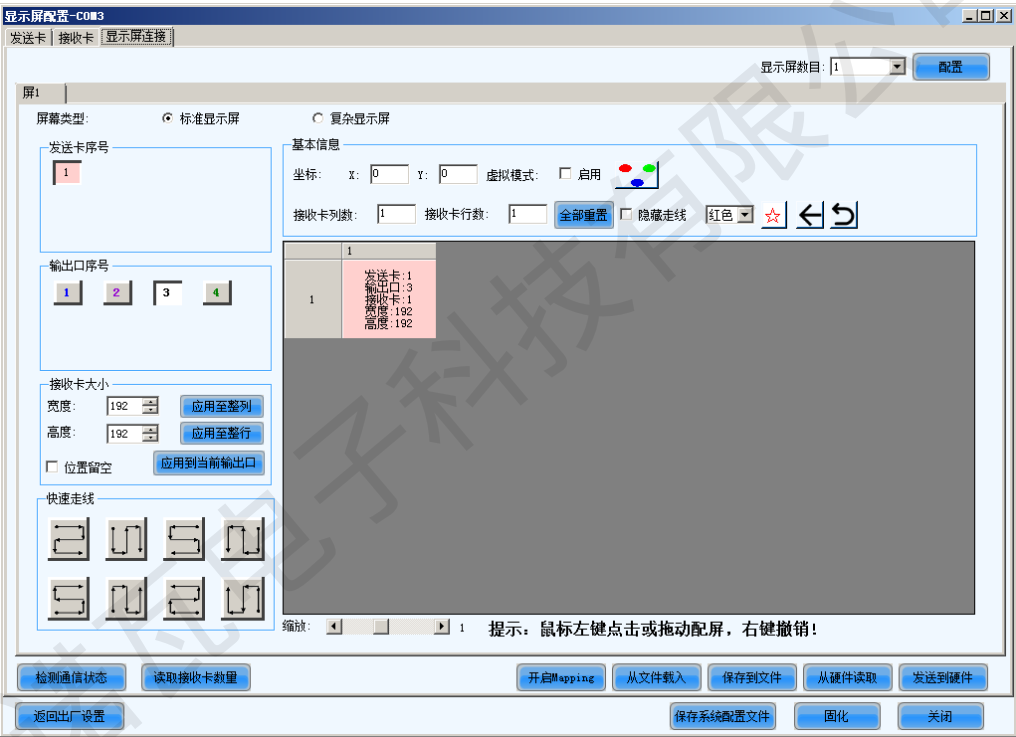 显示屏配置-COM3
发送卡 接收卡 显示屏连接
显示屏数目: 1 配置
屏1
屏幕类型: 标准显示屏 复杂显示屏
发送卡序号
1
基本信息
坐标: X: 0 Y: 0 虚拟模式: 启用
接收卡列数: 1 接收卡行数: 1 全部重置 隐藏走线 红色
输出口序号
1 2 3 4
1
1
发送卡:1
输出口:3
接收卡:1
宽度:192
高度:192
接收卡大小
宽度: 192 应用至整列
高度: 192 应用至整行
位置留空 应用到当前输出口
快速走线
缩放: 1 提示：鼠标左键点击或拖动配屏，右键撤销!
检测通信状态 读取接收卡数量 开启Mapping 从文件载入 保存到文件 从硬件读取 发送到硬件
返回出厂设置 保存系统配置文件 固化 关闭
诺瓦电子科技有限公